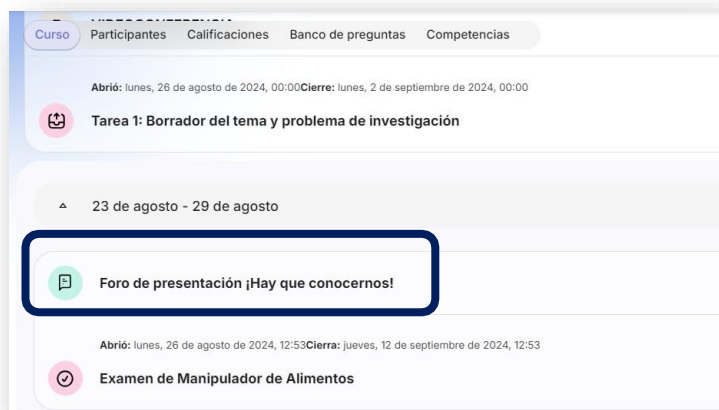 Curso Participantes Calificaciones Banco de preguntas Competencias
Abrió: lunes, 26 de agosto de 2024, 00:00Cierre: lunes, 2 de septiembre de 2024, 00:00
Tarea 1: Borrador del tema y problema de investigación
23 de agosto - 29 de agosto
Foro de presentación ¡Hay que conocernos!
Abrió: lunes, 26 de agosto de 2024, 12:53Cierra: jueves, 12 de septiembre de 2024, 12:53
Examen de Manipulador de Alimentos